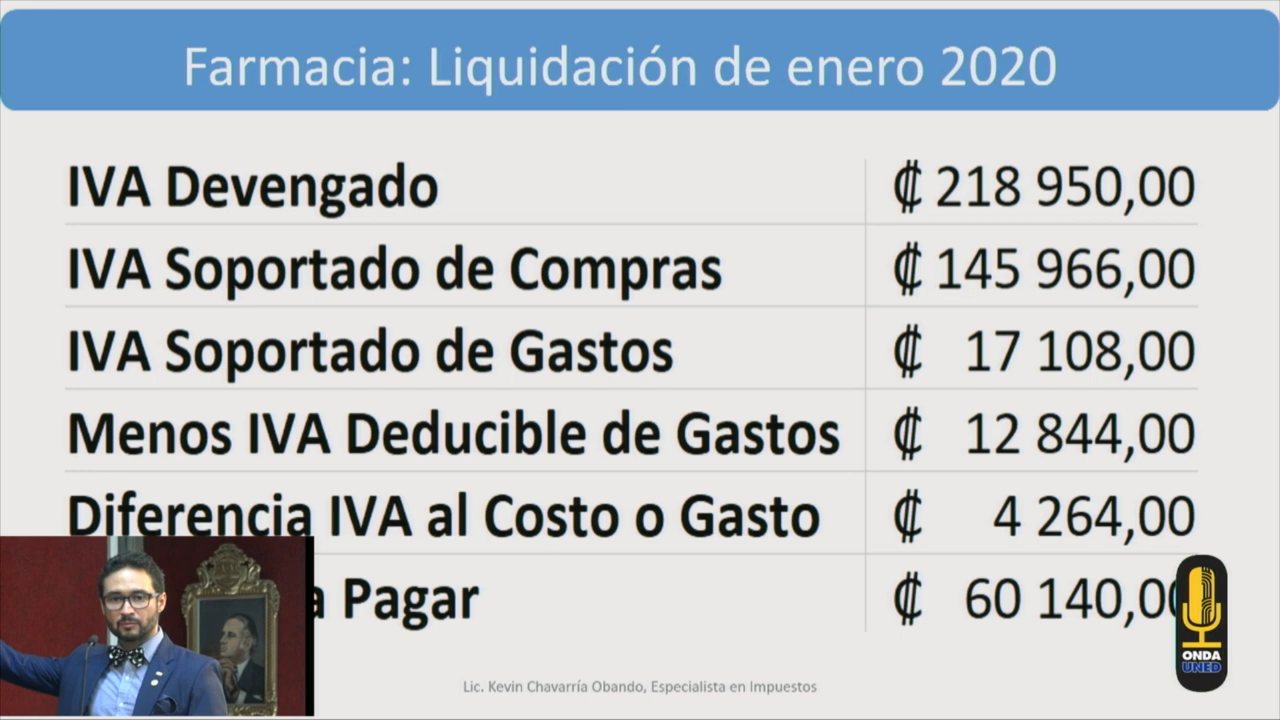 Farmacia: Liquidación de enero 2020
IVA Devengado ₡ 218 950,00
IVA Soportado de Compras ₡ 145 966,00
IVA Soportado de Gastos ₡ 17 108,00
Menos IVA Deducible de Gastos ₡ 12 844,00
Diferencia IVA al Costo o Gasto ₡ 4 264,00
a Pagar ₡ 60 140,00
Lic. Kevin Chavarría Obando, Especialista en Impuestos
ONDA
UNED